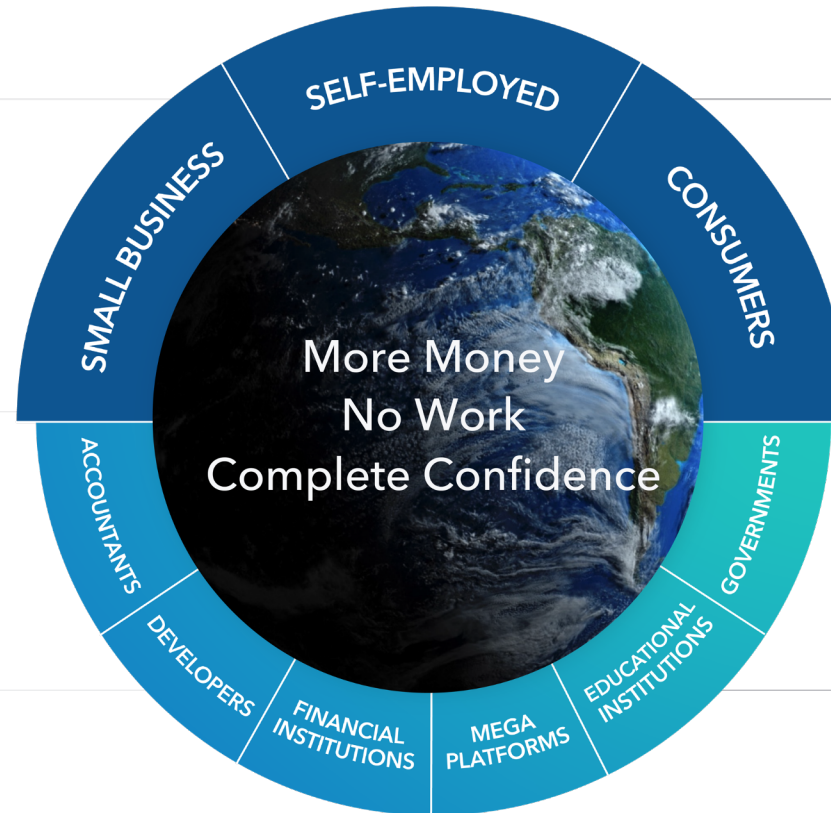 SELF-EMPLOYED
SMALL BUSINESS
CONSUMERS
More Money
No Work
Complete Confidence
ACCOUNTANTS
DEVELOPERS
FINANCIAL
INSTITUTIONS
MEGA
PLATFORMS
EDUCATIONAL
INSTITUTIONS
GOVERNMENTS